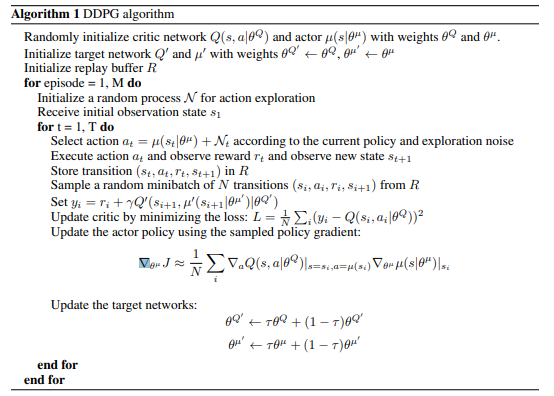 Algorithm 1 DDPG algorithm
Randomly initialize critic network Q(s, a|θ^Q) and actor μ(s|θ^μ) with weights θ^Q and θ^μ.
Initialize target network Q′ and μ′ with weights θ^{Q′} ← θ^Q, θ^{μ′} ← θ^μ
Initialize replay buffer R
for episode = 1, M do
Initialize a random process 𝒩 for action exploration
Receive initial observation state s_1
for t = 1, T do
Select action a_t = μ(s_t|θ^μ) + 𝒩_t according to the current policy and exploration noise
Execute action a_t and observe reward r_t and observe new state s_{t+1}
Store transition (s_t, a_t, r_t, s_{t+1}) in R
Sample a random minibatch of N transitions (s_i, a_i, r_i, s_{i+1}) from R
Set y_i = r_i + γQ′(s_{i+1}, μ′(s_{i+1}|θ^{μ′})|θ^{Q′})
Update critic by minimizing the loss: L = 1/N Σ_i(y_i − Q(s_i, a_i|θ^Q))²
Update the actor policy using the sampled policy gradient:
∇_{θ^μ} J ≈ 1/N Σ_i ∇_a Q(s, a|θ^Q)|_{s=s_i,a=μ(s_i)} ∇_{θ^μ} μ(s|θ^μ)|_{s_i}
Update the target networks:
θ^{Q′} ← τθ^Q + (1 − τ)θ^{Q′}
θ^{μ′} ← τθ^μ + (1 − τ)θ^{μ′}
end for
end for